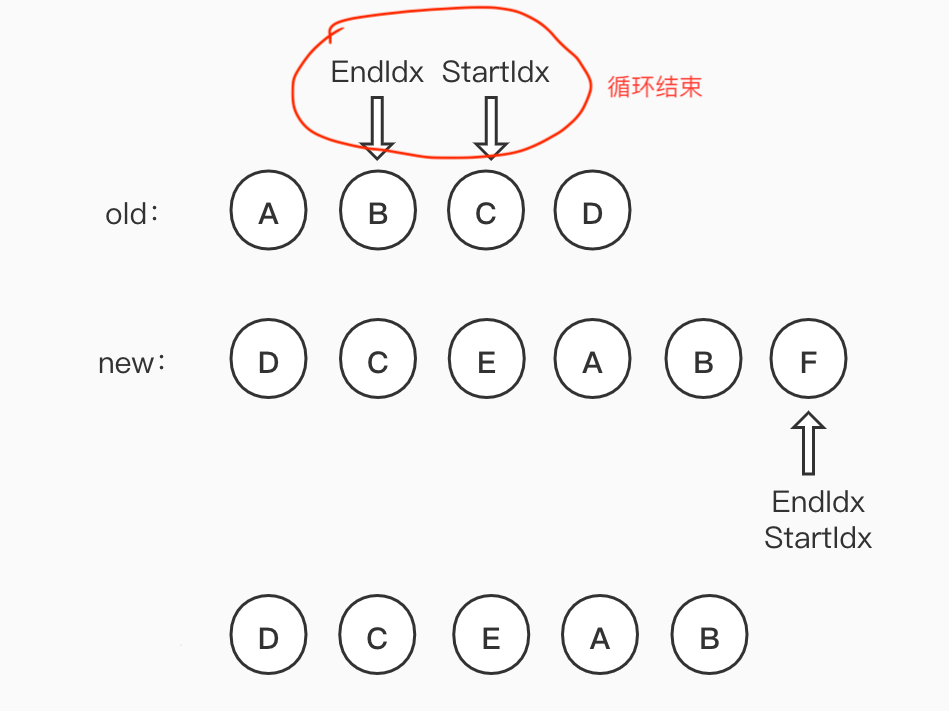 EndIdx StartIdx
循环结束
old: A B C D
new: D C E A B F
EndIdx
StartIdx
D C E A B